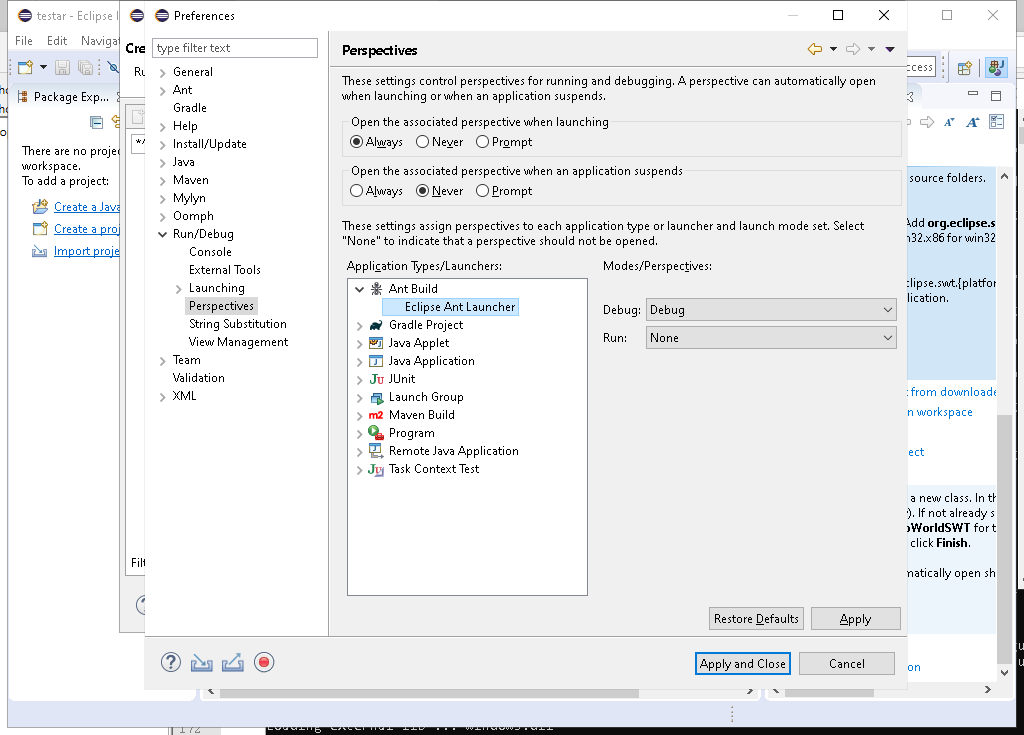 testar - Eclipse I
Preferences
File Edit Navigat
Cre
type filter text
Perspectives
Ru
Package Exp...
General
Ant
Gradle
Help
Install/Update
Java
Maven
Mylyn
Oomph
Run/Debug
Console
External Tools
Launching
Perspectives
String Substitution
View Management
Team
Validation
XML
There are no projec
workspace.
To add a project:
Create a Java
Create a proj
Import proje
*/
Filt
These settings control perspectives for running and debugging. A perspective can automatically open
when launching or when an application suspends.
Open the associated perspective when launching
Always Never Prompt
Open the associated perspective when an application suspends
Always Never Prompt
These settings assign perspectives to each application type or launcher and launch mode set. Select
"None" to indicate that a perspective should not be opened.
Application Types/Launchers:
Modes/Perspectives:
Ant Build
Eclipse Ant Launcher
Gradle Project
Java Applet
Java Application
JUnit
Launch Group
Maven Build
Program
Remote Java Application
Task Context Test
Debug: Debug
Run: None
Restore Defaults Apply
Apply and Close Cancel
cess
source folders.
Add org.eclipse.s
n32.x86 for win32
clipse.swt.{platfor
lication.
t from downloade
n workspace
ect
a new class. In th
). If not already s
oWorldSWT for t
click Finish.
matically open sh
on
172
Loading external lib ... windows.dll